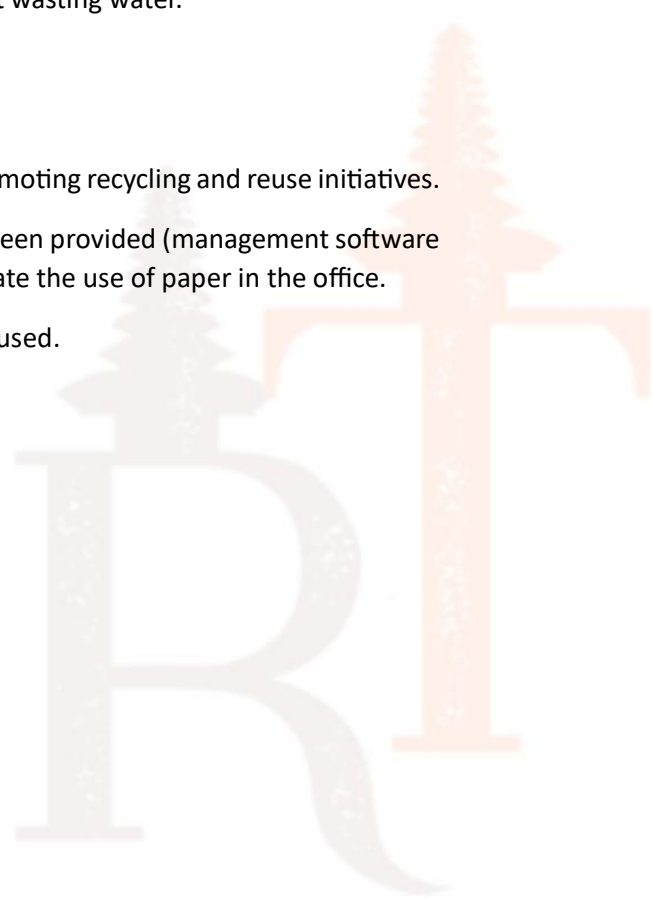 t wasting water.
moting recycling and reuse initiatives.
een provided (management software
ate the use of paper in the office.
used.
RT